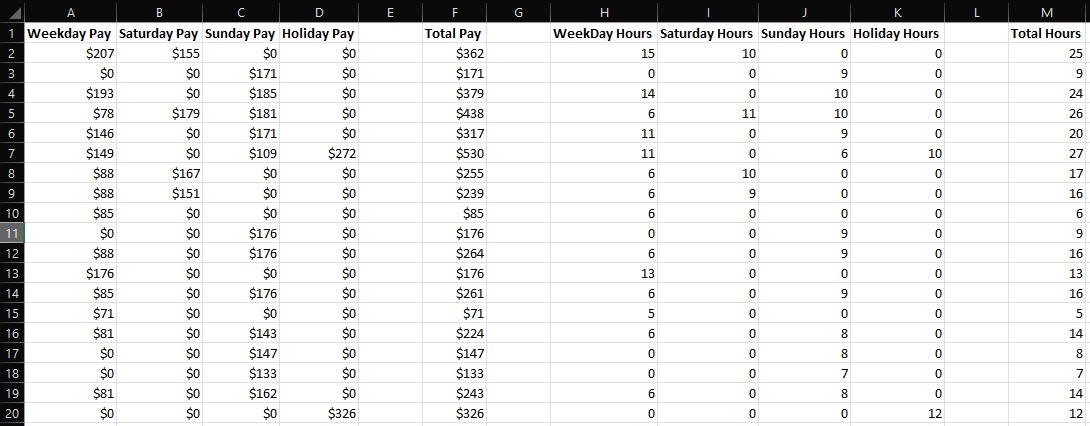 A B C D E F G H I J K L M
1 Weekday Pay Saturday Pay Sunday Pay Holiday Pay Total Pay WeekDay Hours Saturday Hours Sunday Hours Holiday Hours Total Hours
2 $207 $155 $0 $0 $362 15 10 0 0 25
3 $0 $0 $171 $0 $171 0 0 9 0 9
4 $193 $0 $185 $0 $379 14 0 10 0 24
5 $78 $179 $181 $0 $438 6 11 10 0 26
6 $146 $0 $171 $0 $317 11 0 9 0 20
7 $149 $0 $109 $272 $530 11 0 6 10 27
8 $88 $167 $0 $0 $255 6 10 0 0 17
9 $88 $151 $0 $0 $239 6 9 0 0 16
10 $85 $0 $0 $0 $85 6 0 0 0 6
11 $0 $0 $176 $0 $176 0 0 9 0 9
12 $88 $0 $176 $0 $264 6 0 9 0 16
13 $176 $0 $0 $0 $176 13 0 0 0 13
14 $85 $0 $176 $0 $261 6 0 9 0 16
15 $71 $0 $0 $0 $71 5 0 0 0 5
16 $81 $0 $143 $0 $224 6 0 8 0 14
17 $0 $0 $147 $0 $147 0 0 8 0 8
18 $0 $0 $133 $0 $133 0 0 7 0 7
19 $81 $0 $162 $0 $243 6 0 8 0 14
20 $0 $0 $0 $326 $326 0 0 0 12 12